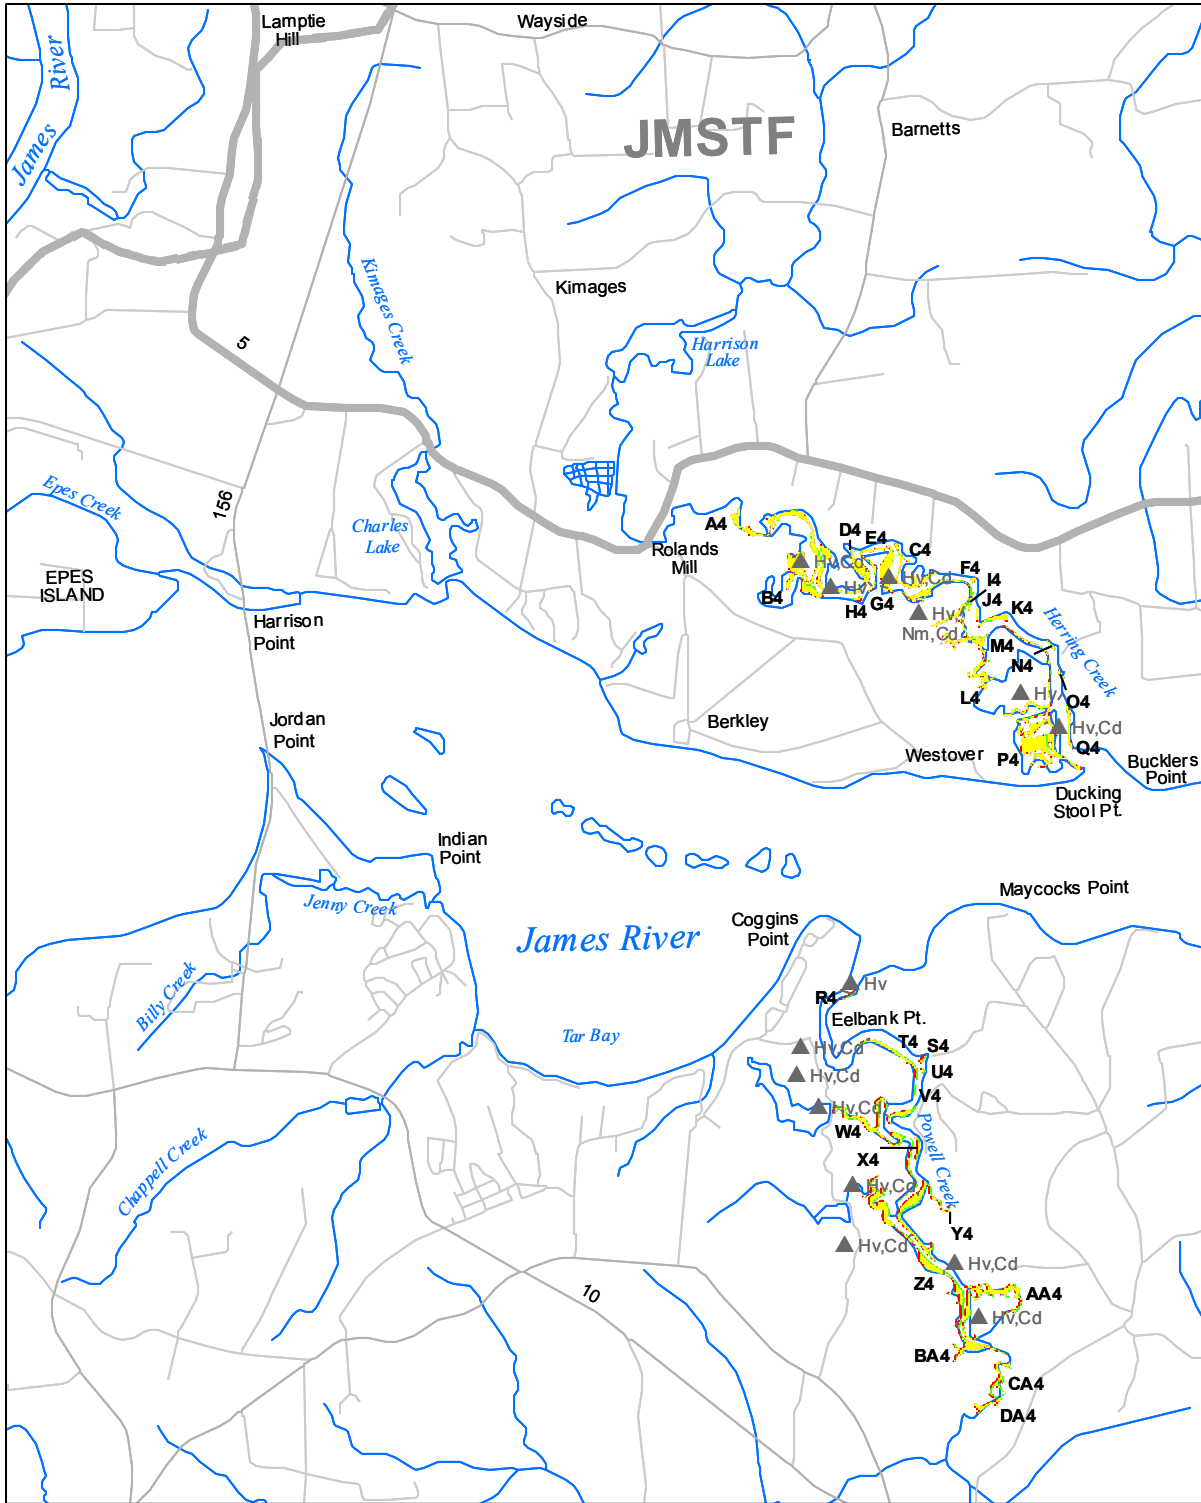 Lamptie
Hill
Wayside
James
River
JMSTF
Barnetts
Kimages Creek
Kimages
Harrison
Lake
5
156
Epes Creek
Charles
Lake
EPES
ISLAND
Harrison
Point
Rolands
Mill
A4
D4
E4
C4
Hv,Cd
Hv
Hv,Cd
B4
H4
G4
F4
I4
J4
K4
Hv
Nm,Cd
Herring Creek
M4
N4
L4
Hv
O4
Hv,Cd
P4
Q4
Jordan
Point
Berkley
Westover
Bucklers
Point
Ducking
Stool Pt.
Indian
Point
Jenny Creek
Maycocks Point
Coggins
Point
James River
Billy Creek
Hv
R4
Eelbank Pt.
Tar Bay
T4
S4
Hv,Cd
U4
Hv,Cd
V4
Hv,Cd
W4
Powell Creek
X4
Chappell Creek
Hv,Cd
Y4
Hv,Cd
Hv,Cd
Z4
AA4
10
Hv,Cd
BA4
CA4
DA4